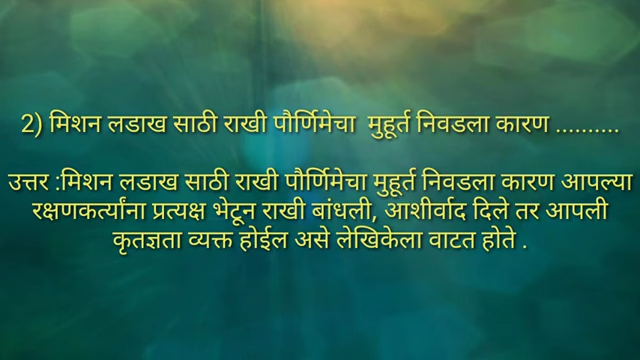 2) मिशन लडाख साठी राखी पौर्णिमेचा मुहूर्त निवडला कारण ..........
उत्तर :मिशन लडाख साठी राखी पौर्णिमेचा मुहूर्त निवडला कारण आपल्या
रक्षणकर्त्यांना प्रत्यक्ष भेटून राखी बांधली, आशीर्वाद दिले तर आपली
कृतज्ञता व्यक्त होईल असे लेखिकेला वाटत होते .